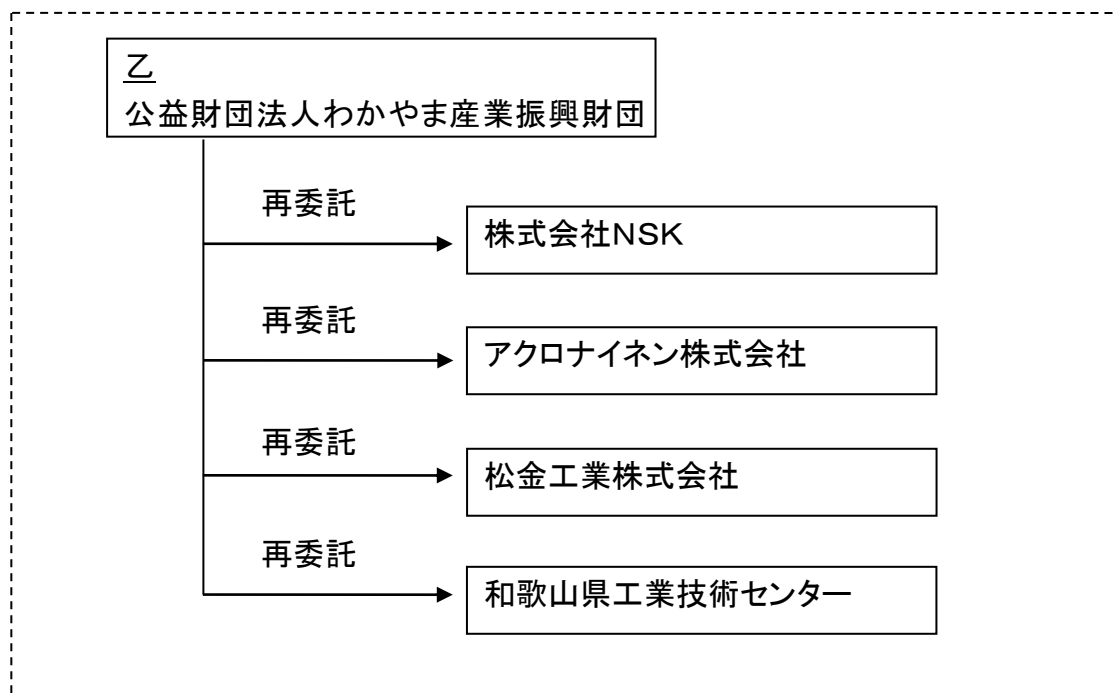 乙
公益財団法人わかやま産業振興財団
再委託
株式会社NSK
再委託
アクロナイネン株式会社
再委託
松金工業株式会社
再委託
和歌山県工業技術センター